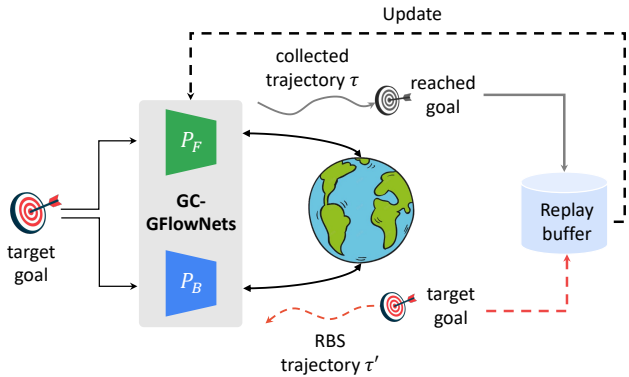 Update
collected
trajectory τ
reached
goal
P_F
GC-
GFlowNets
target
goal
Replay
buffer
P_B
target
goal
RBS
trajectory τ′